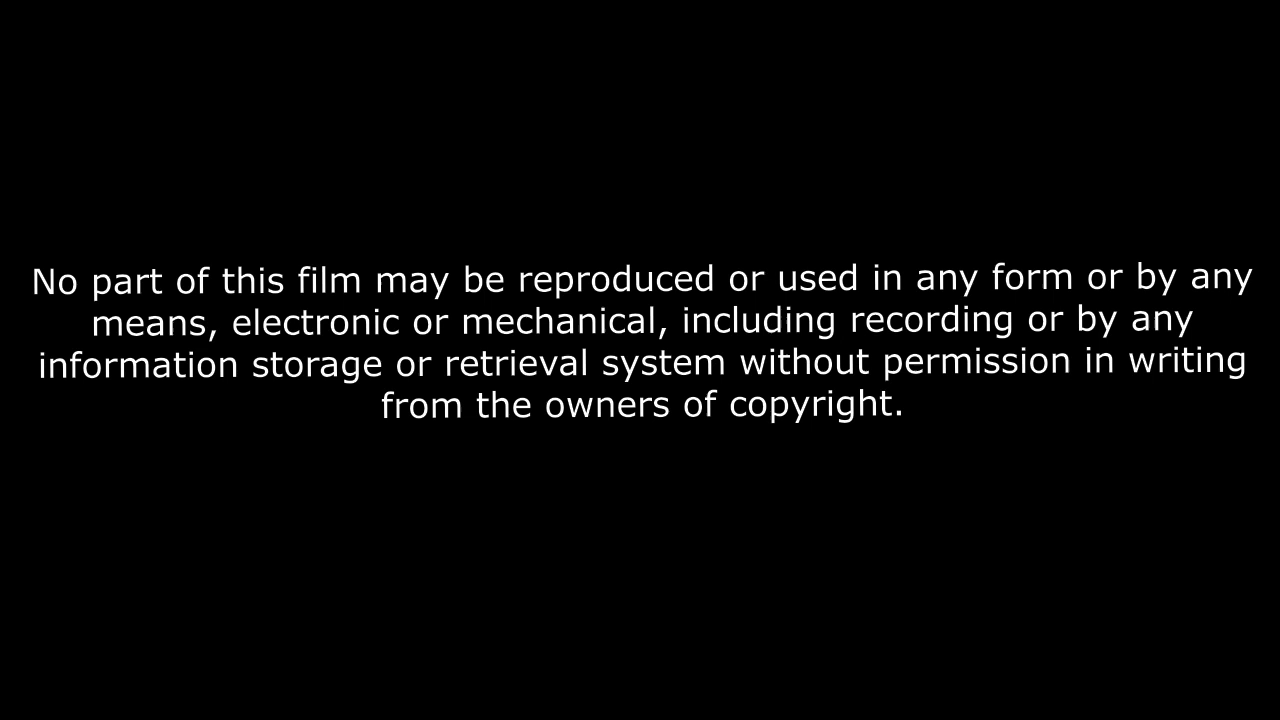 No part of this film may be reproduced or used in any form or by any
means, electronic or mechanical, including recording or by any
information storage or retrieval system without permission in writing
from the owners of copyright.